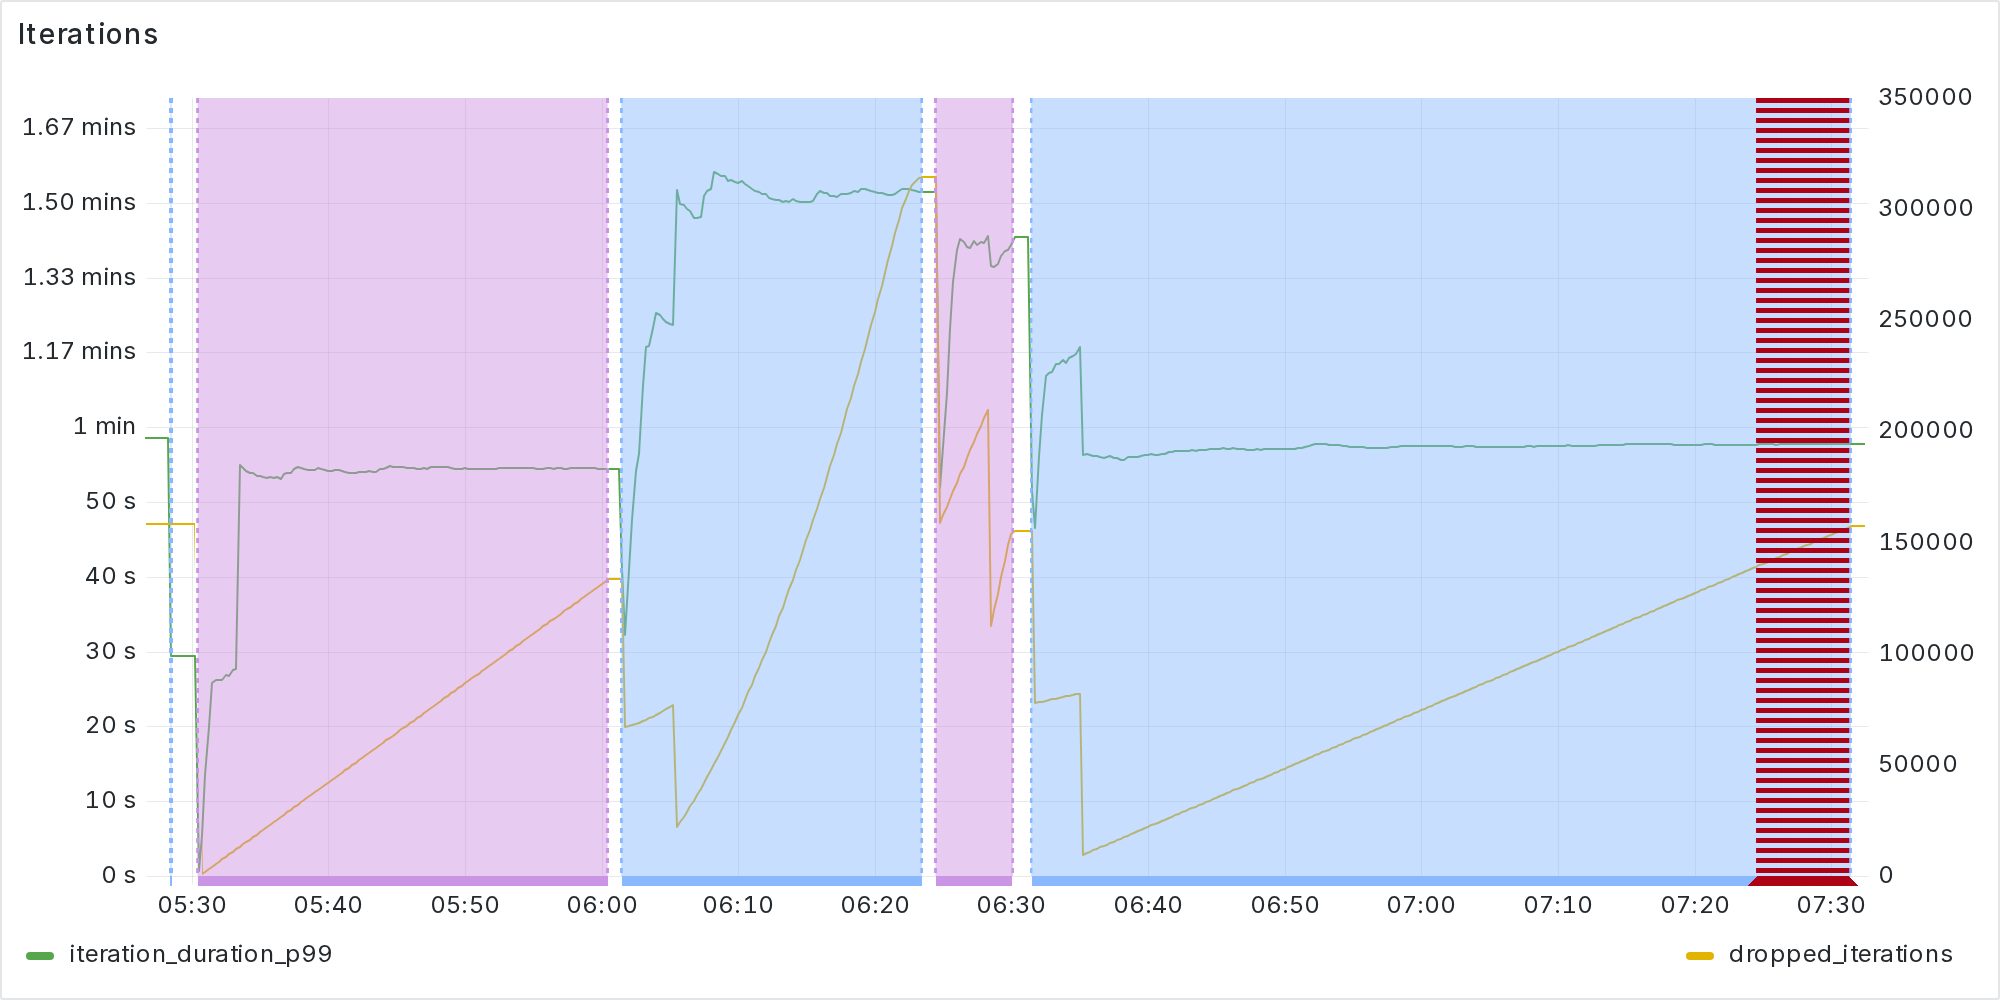 Iterations
1.67 mins
1.50 mins
1.33 mins
1.17 mins
1 min
50 s
40 s
30 s
20 s
10 s
0 s
350000
300000
250000
200000
150000
100000
50000
0
05:30 05:40 05:50 06:00 06:10 06:20 06:30 06:40 06:50 07:00 07:10 07:20 07:30
iteration_duration_p99 dropped_iterations